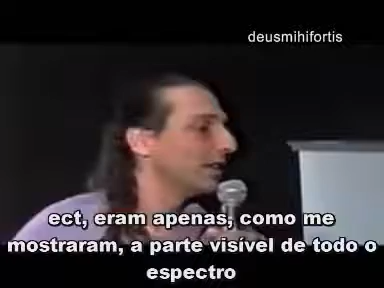 deusmihifortis
ect, eram apenas, como me
mostraram, a parte visível de todo o
espectro